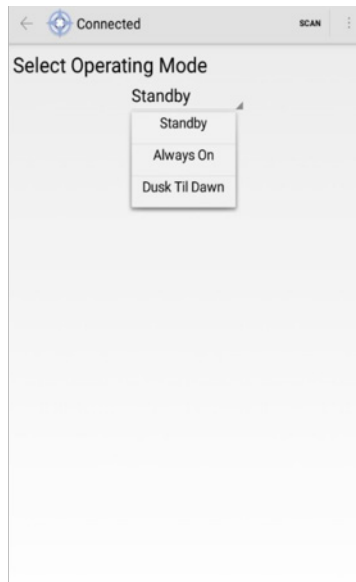 Connected SCAN
Select Operating Mode
Standby
Standby
Always On
Dusk Til Dawn